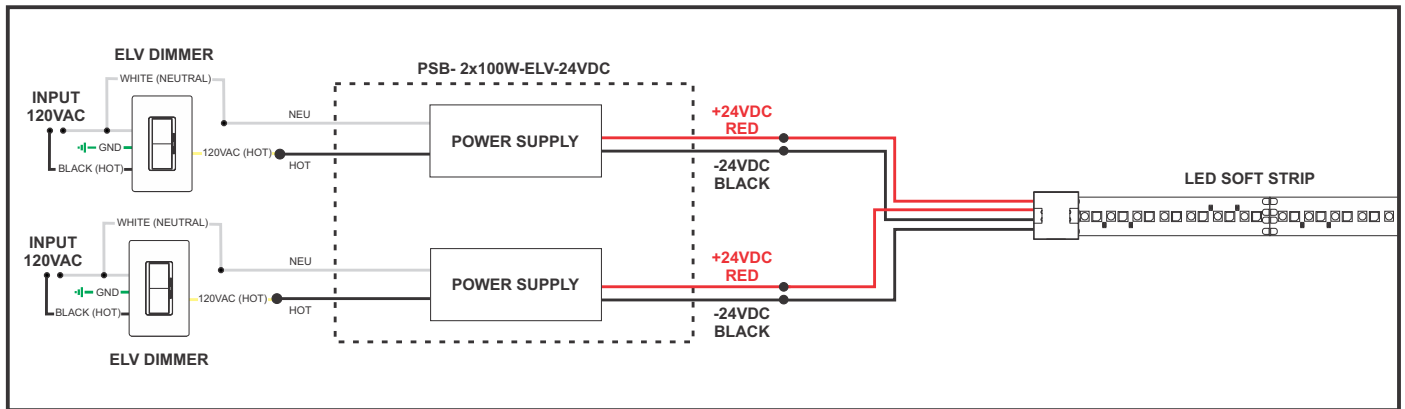 ELV DIMMER
WHITE (NEUTRAL)
PSB- 2x100W-ELV-24VDC
INPUT
120VAC
GND
BLACK (HOT)
120VAC (HOT)
NEU
HOT
POWER SUPPLY
+24VDC
RED
-24VDC
BLACK
LED SOFT STRIP
WHITE (NEUTRAL)
INPUT
120VAC
GND
BLACK (HOT)
120VAC (HOT)
NEU
HOT
POWER SUPPLY
+24VDC
RED
-24VDC
BLACK
ELV DIMMER